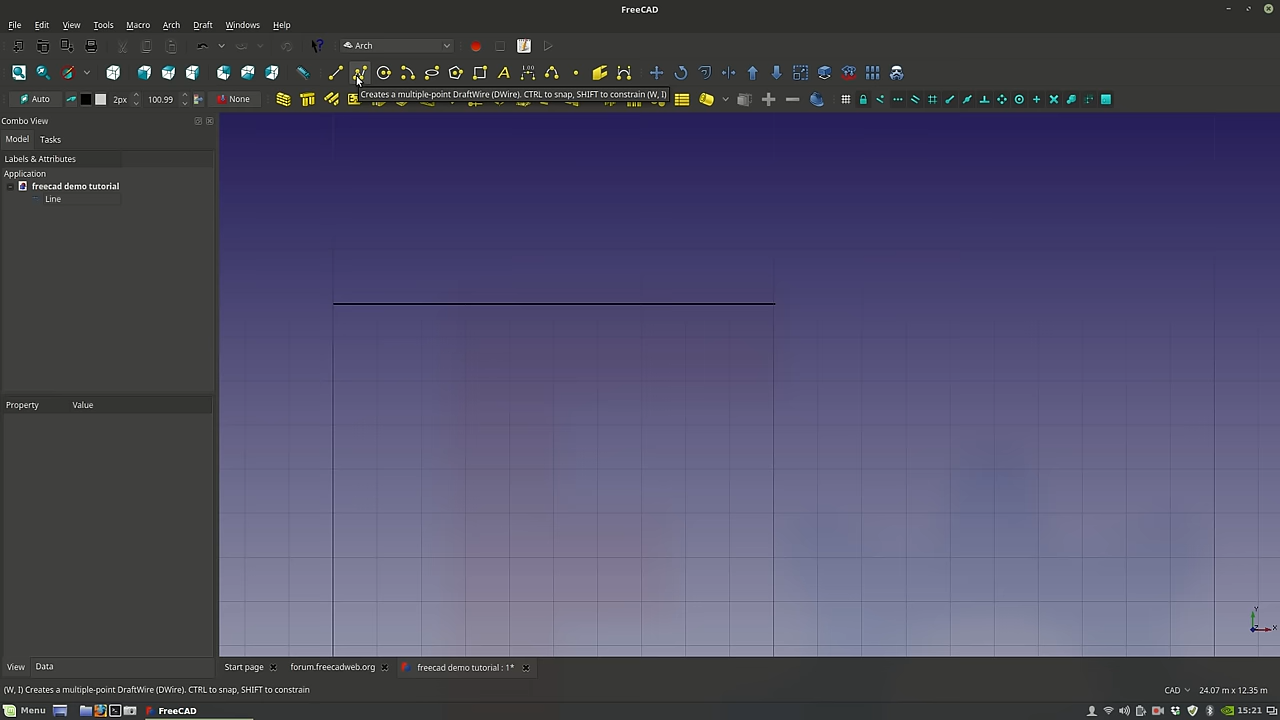 FreeCAD
File Edit View Tools Macro Arch Draft Windows Help
Arch
Creates a multiple-point DraftWire (DWire). CTRL to snap, SHIFT to constrain (W, I)
Auto 2px 100.99 None
Combo View
Model Tasks
Labels & Attributes
Application
freecad demo tutorial
Line
Property Value
Y
X
View Data
Start page forum.freecadweb.org freecad demo tutorial : 1*
(W, I) Creates a multiple-point DraftWire (DWire). CTRL to snap, SHIFT to constrain
CAD 24.07 m x 12.35 m
Menu FreeCAD 15:21